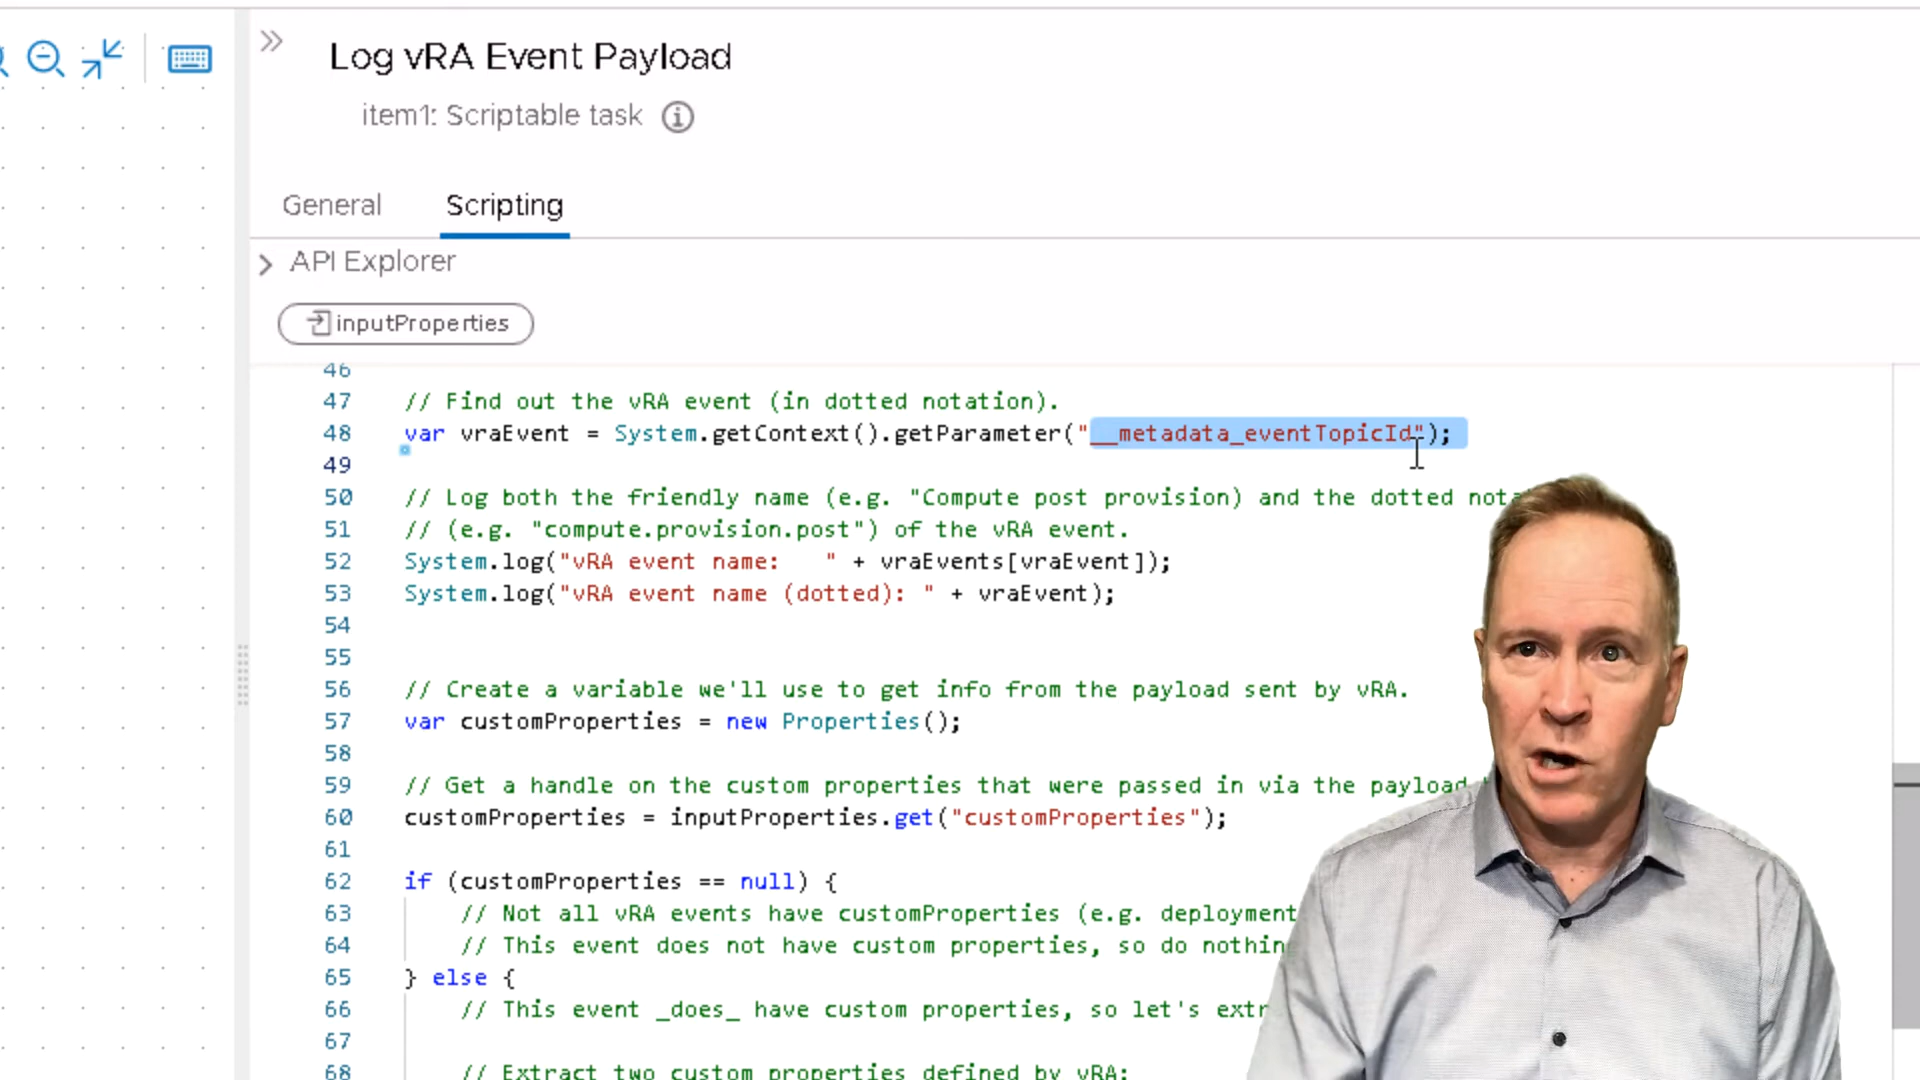 Log vRA Event Payload
item1: Scriptable task
General Scripting
API Explorer
inputProperties
46
47 // Find out the vRA event (in dotted notation).
48 var vraEvent = System.getContext().getParameter("__metadata_eventTopicId");
49
50 // Log both the friendly name (e.g. "Compute post provision) and the dotted
51 // (e.g. "compute.provision.post") of the vRA event.
52 System.log("vRA event name:   " + vraEvents[vraEvent]);
53 System.log("vRA event name (dotted): " + vraEvent);
54
55
56 // Create a variable we'll use to get info from the payload sent by vRA.
57 var customProperties = new Properties();
58
59 // Get a handle on the custom properties that were passed in via the payload
60 customProperties = inputProperties.get("customProperties");
61
62 if (customProperties == null) {
63 // Not all vRA events have customProperties (e.g. deployment
64 // This event does not have custom properties, so do
65 } else {
66 // This event _does_ have custom properties, so let's
67
68 // Extract two custom properties defined by vRA: